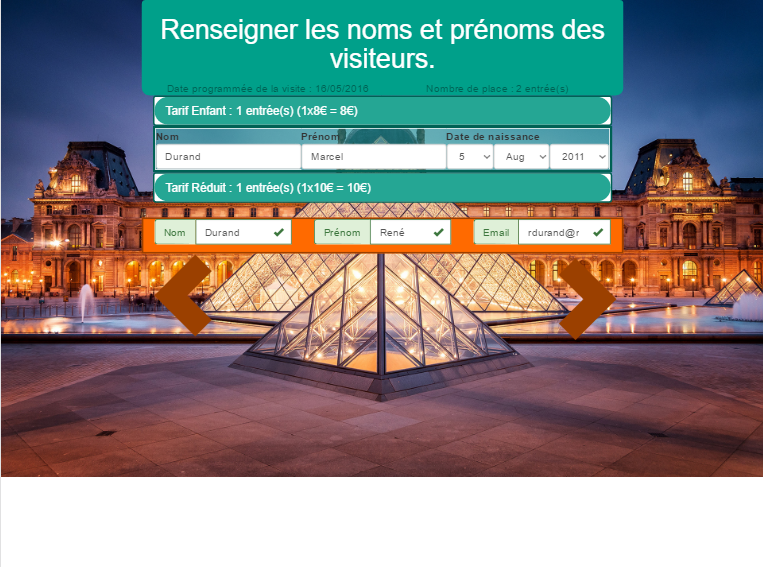 Renseigner les noms et prénoms des
visiteurs.
Date programmée de la visite : 16/05/2016 Nombre de place : 2 entrée(s)
Tarif Enfant : 1 entrée(s) (1x8€ = 8€)
Nom Prénom Date de naissance
Durand Marcel 5 Aug 2011
Tarif Réduit : 1 entrée(s) (1x10€ = 10€)
Nom Durand Prénom René Email rdurand@r